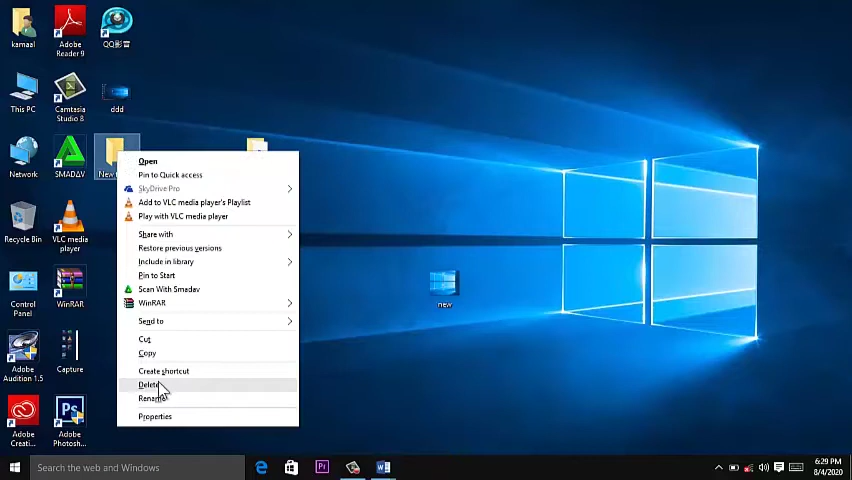 kamaal
Adobe
Reader 9
QQ影音
This PC
Camtasia
Studio 8
ddd
Network
SMADΔV
New
Recycle Bin
VLC media
player
Control
Panel
WinRAR
Adobe
Audition 1.5
Capture
Adobe
Creati...
Adobe
Photosh...
Open
Pin to Quick access
SkyDrive Pro
Add to VLC media player's Playlist
Play with VLC media player
Share with
Restore previous versions
Include in library
Pin to Start
Scan With Smadav
WinRAR
Send to
Cut
Copy
Create shortcut
Delete
Rename
Properties
new
Search the web and Windows
Pr
6:29 PM
8/4/2020